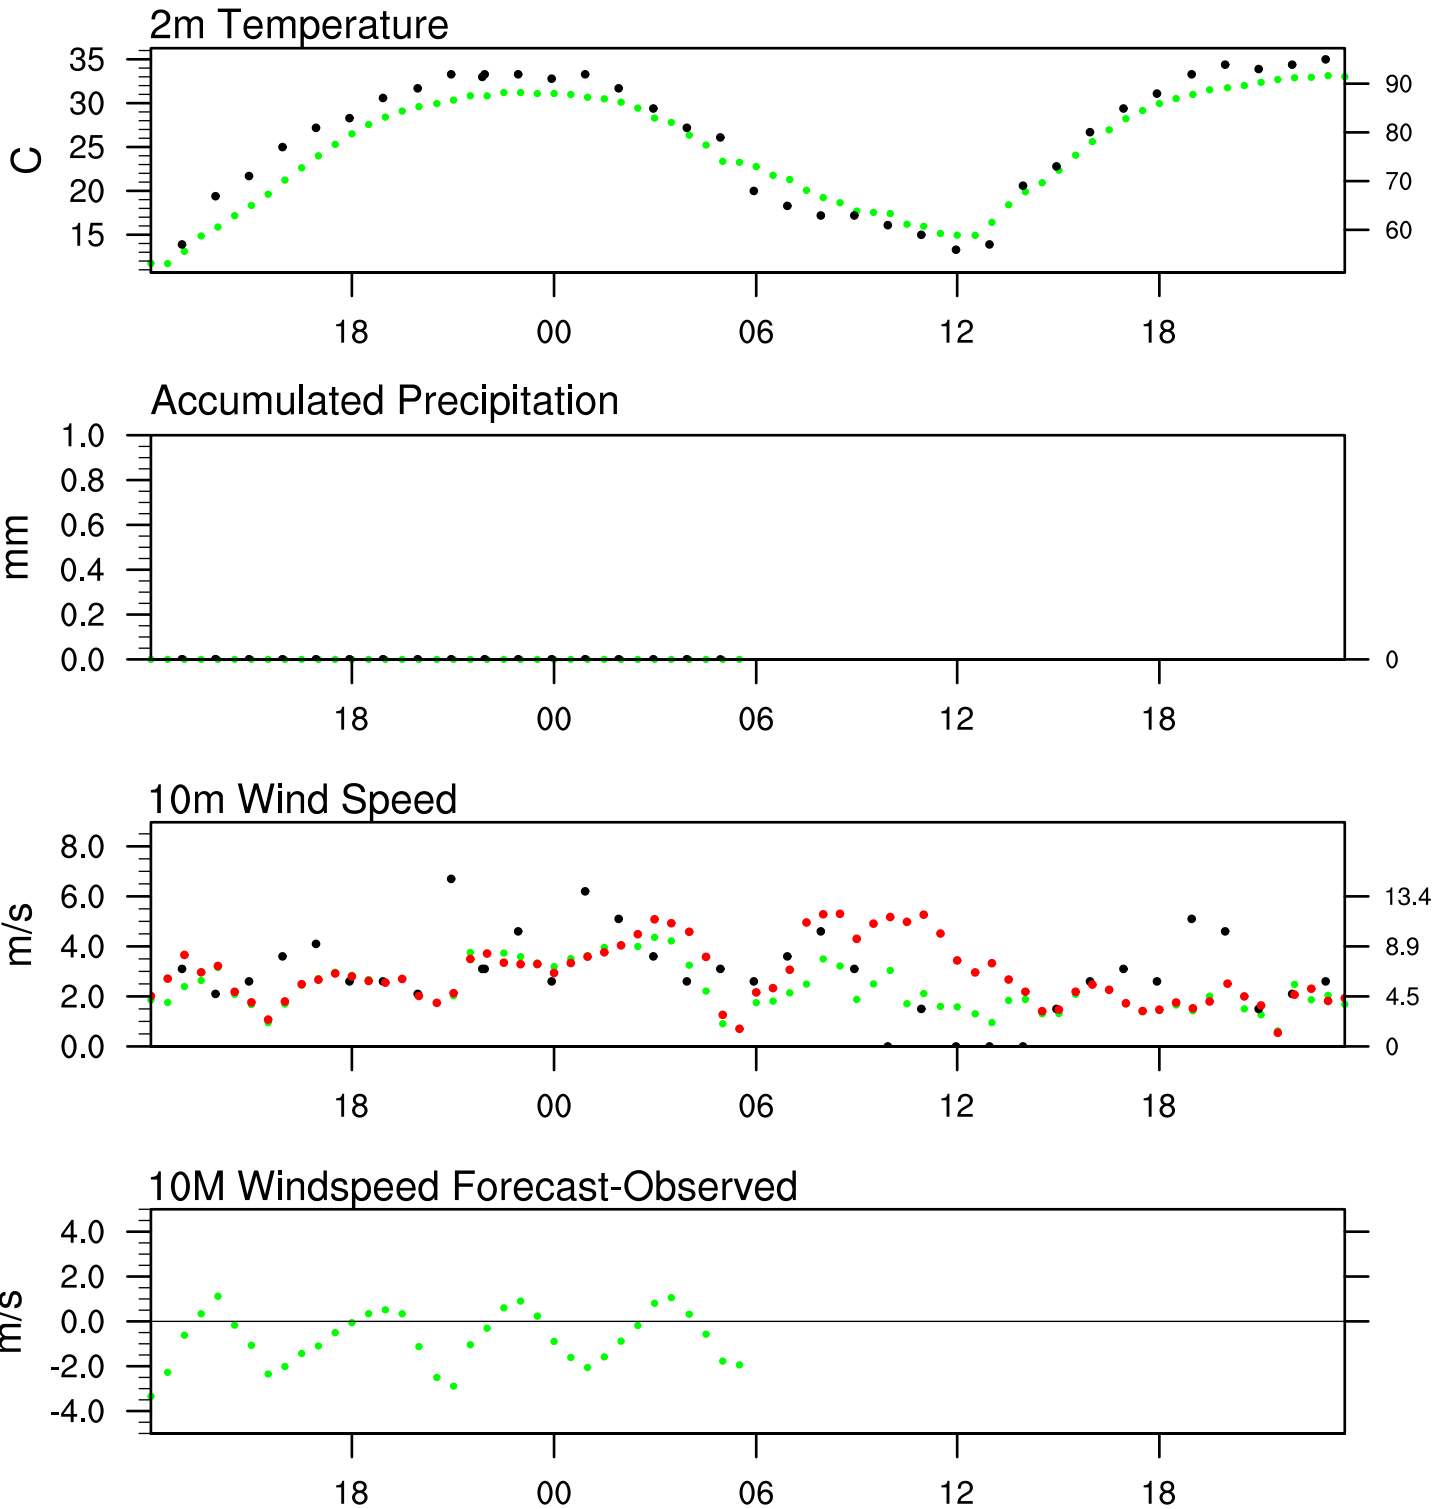 2m Temperature
35
30
25
20
15
C
90
80
70
60
18 00 06 12 18
Accumulated Precipitation
1.0
0.8
0.6
0.4
0.2
0.0
mm
0
18 00 06 12 18
10m Wind Speed
8.0
6.0
4.0
2.0
0.0
m/s
13.4
8.9
4.5
0
18 00 06 12 18
10M Windspeed Forecast-Observed
4.0
2.0
0.0
-2.0
-4.0
m/s
18 00 06 12 18